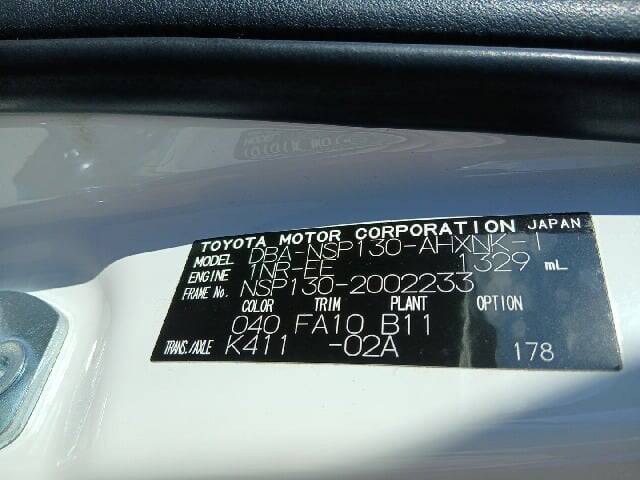 TOYOTA MOTOR CORPORATION JAPAN
MODEL DBA-NSP130-AHXNK-I
ENGINE 1NR-FE 1329 mL
FRAME No. NSP130-2002233
COLOR TRIM PLANT OPTION
040 FA10 B11
TRANS./AXLE K411 -02A 178